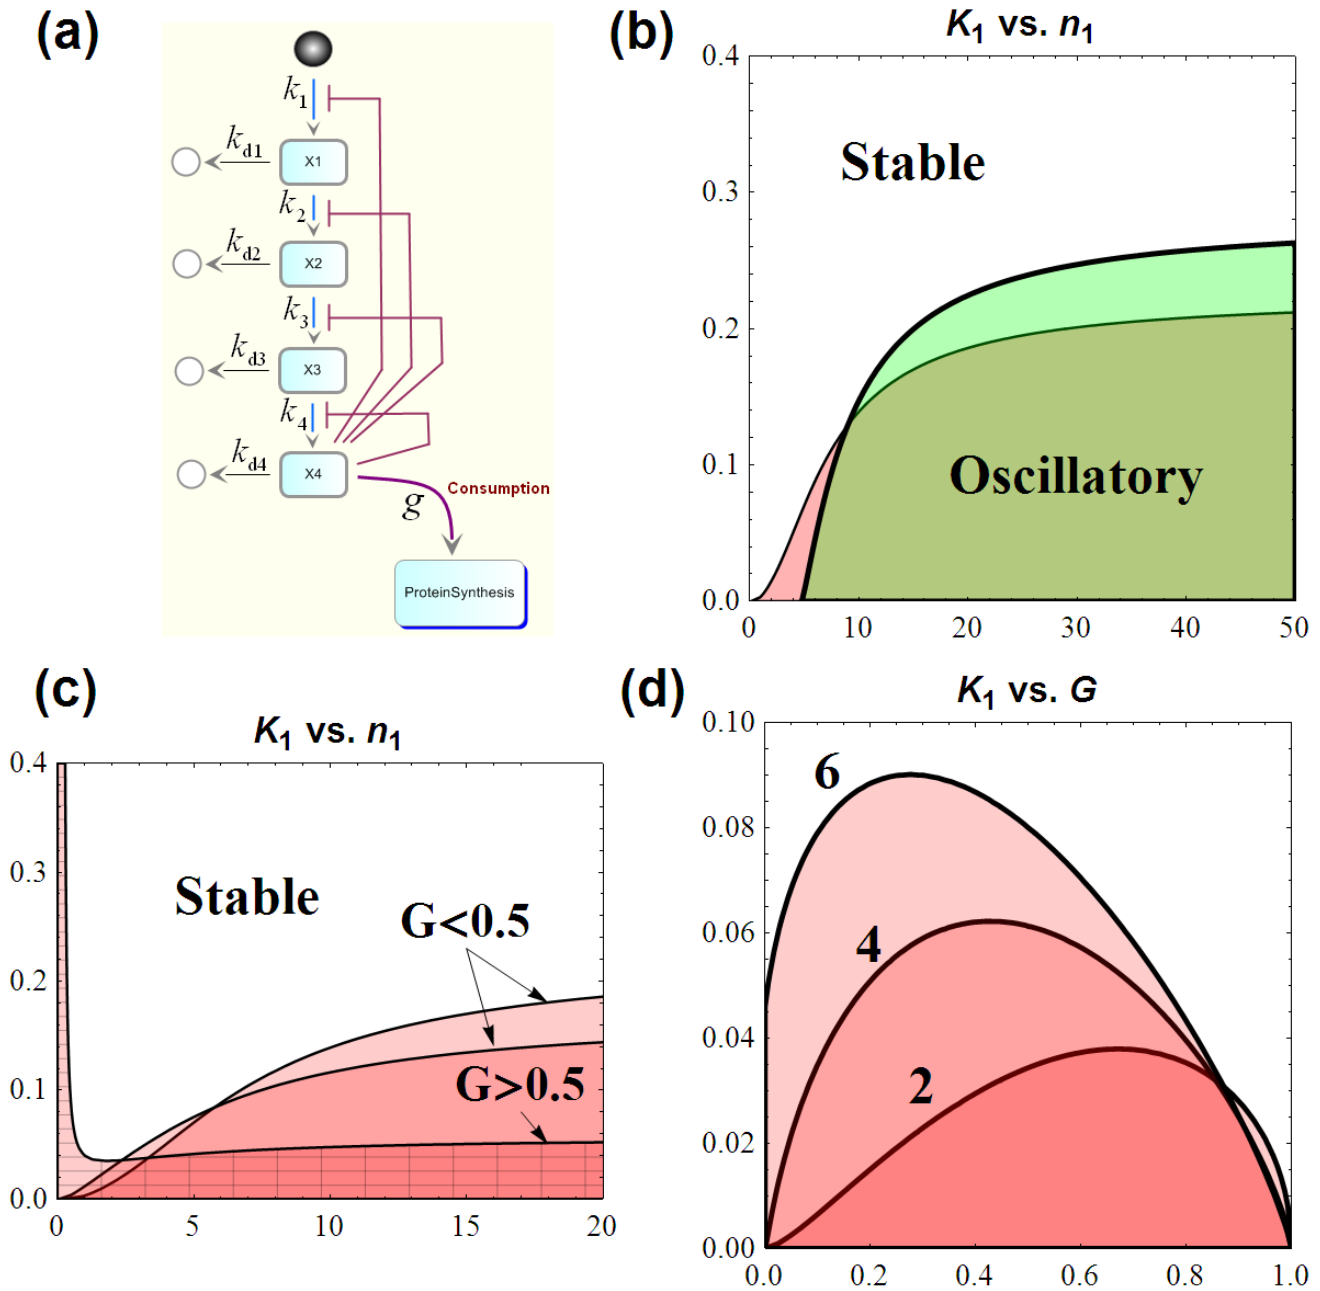 (a)
k1
kd1
X1
k2
kd2
X2
k3
kd3
X3
k4
kd4
X4
g
Consumption
ProteinSynthesis
(b)
K1 vs. n1
0.4
0.3
0.2
0.1
0.0
Stable
Oscillatory
0 10 20 30 40 50
(c)
K1 vs. n1
0.4
0.3
0.2
0.1
0.0
Stable
G<0.5
G>0.5
0 5 10 15 20
(d)
K1 vs. G
0.10
0.08
0.06
0.04
0.02
0.00
6
4
2
0.0 0.2 0.4 0.6 0.8 1.0